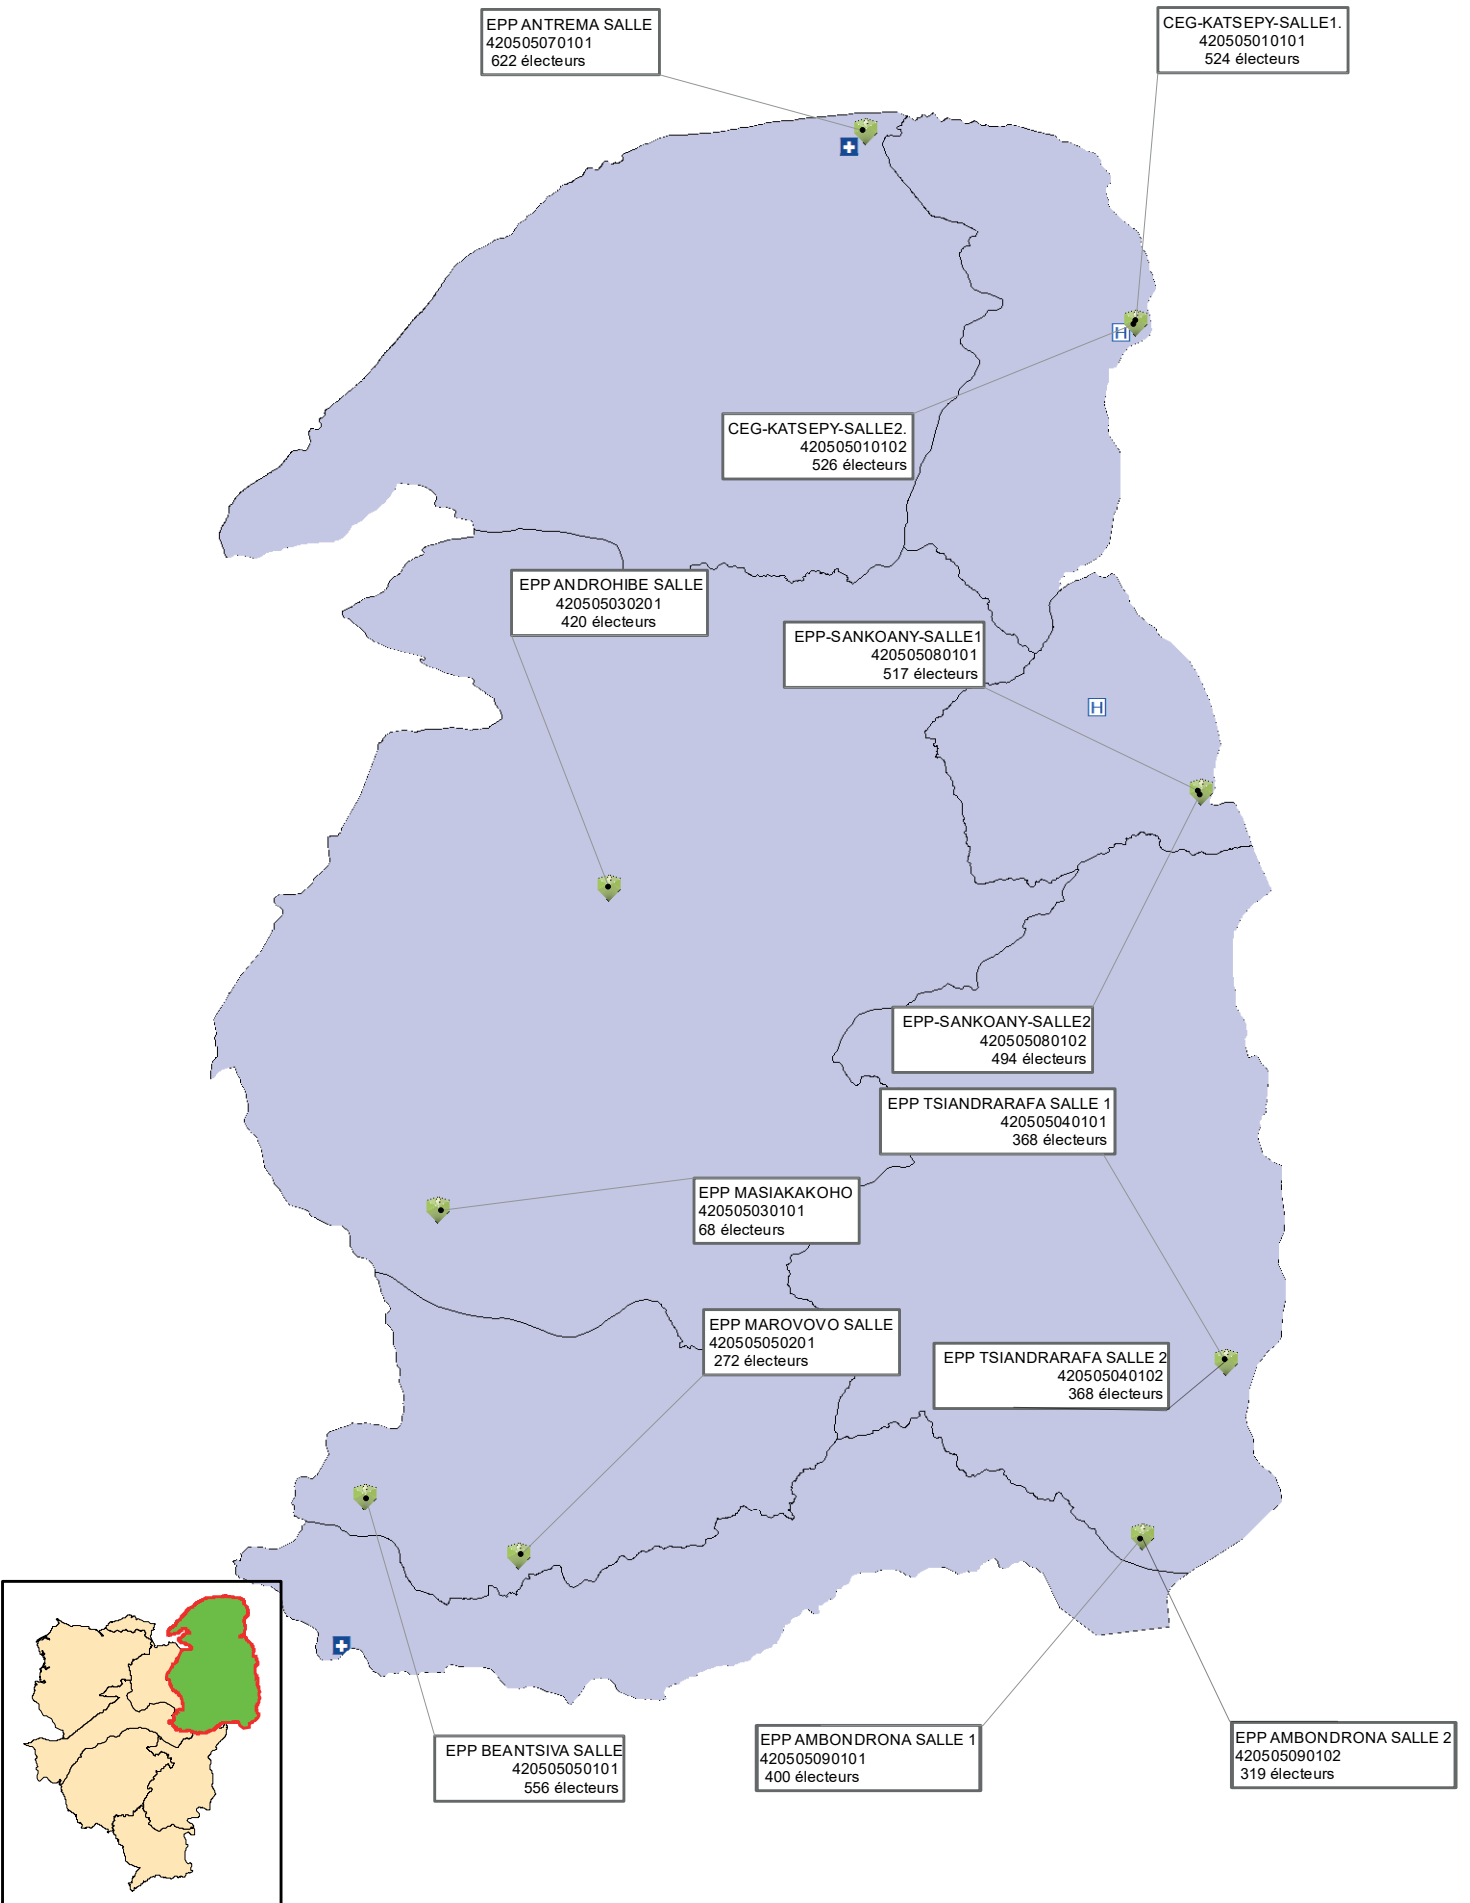 EPP ANTREMA SALLE
420505070101
622 électeurs
CEG-KATSEPY-SALLE1.
420505010101
524 électeurs
H
CEG-KATSEPY-SALLE2.
420505010102
526 électeurs
EPP ANDROHIBE SALLE
420505030201
420 électeurs
EPP-SANKOANY-SALLE1
420505080101
517 électeurs
H
EPP-SANKOANY-SALLE2
420505080102
494 électeurs
EPP TSIANDRARAFA SALLE 1
420505040101
368 électeurs
EPP MASIAKAKOHO
420505030101
68 électeurs
EPP MAROVOVO SALLE
420505050201
272 électeurs
EPP TSIANDRARAFA SALLE 2
420505040102
368 électeurs
EPP BEANTSIVA SALLE
420505050101
556 électeurs
EPP AMBONDRONA SALLE 1
420505090101
400 électeurs
EPP AMBONDRONA SALLE 2
420505090102
319 électeurs